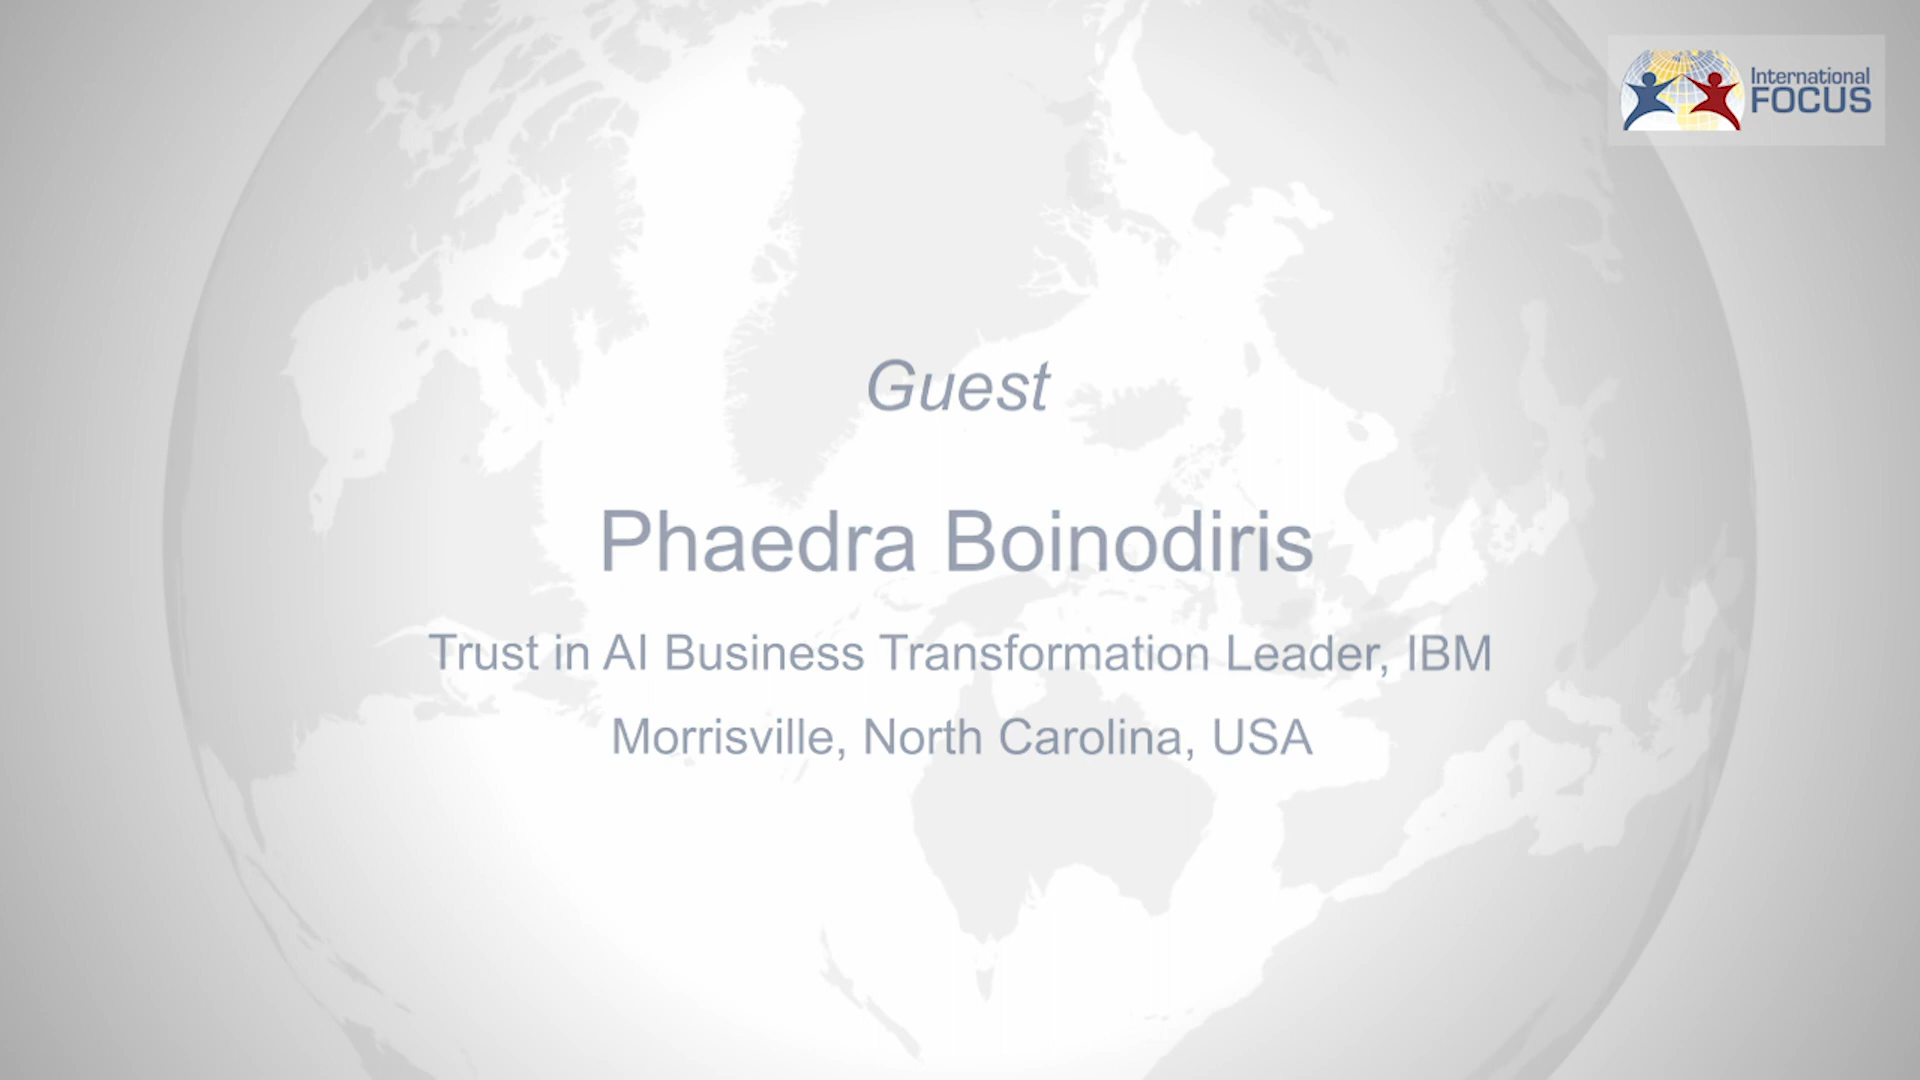 International
FOCUS
Guest
Phaedra Boinodiris
Trust in AI Business Transformation Leader, IBM
Morrisville, North Carolina, USA